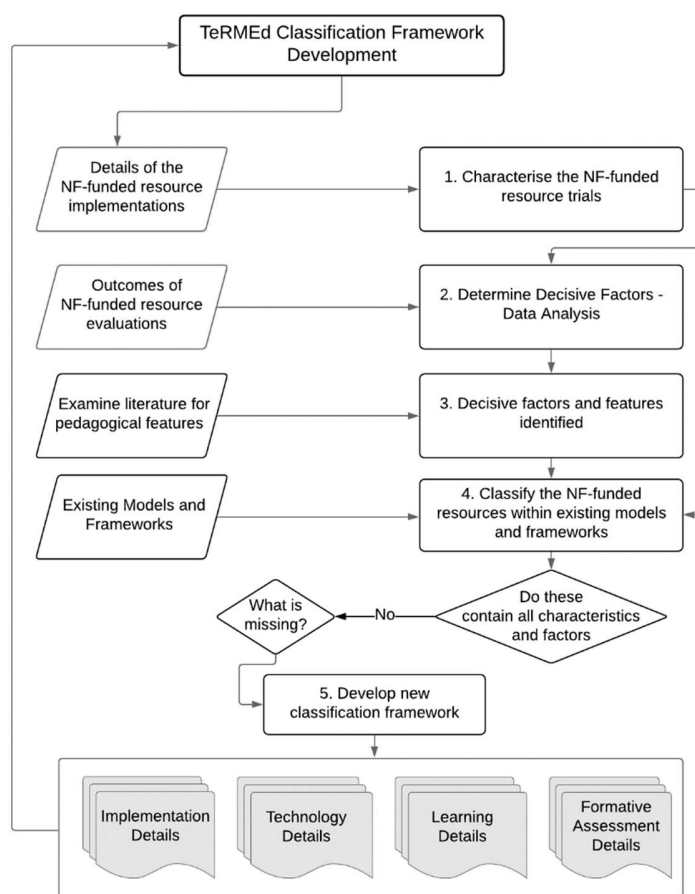 TeRMEd Classification Framework
Development
Details of the
NF-funded resource
implementations
1. Characterise the NF-funded
resource trials
Outcomes of
NF-funded resource
evaluations
2. Determine Decisive Factors -
Data Analysis
Examine literature for
pedagogical features
3. Decisive factors and features
identified
Existing Models and
Frameworks
4. Classify the NF-funded
resources within existing models
and frameworks
What is
missing?
No
Do these
contain all characteristics
and factors
5. Develop new
classification framework
Implementation
Details
Technology
Details
Learning
Details
Formative
Assessment
Details